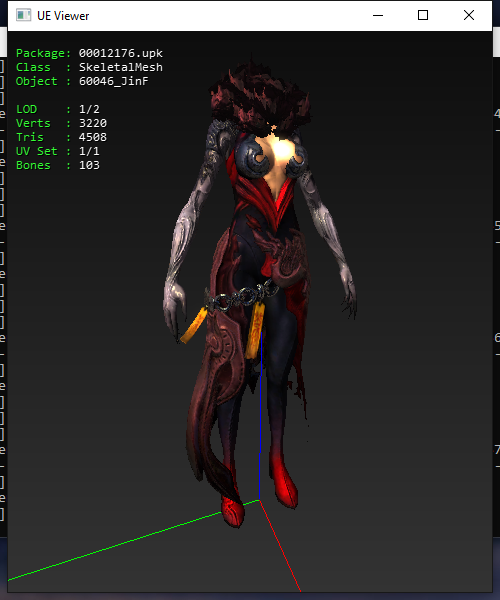 UE Viewer
Package: 00012176.upk
Class  : SkeletalMesh
Object : 60046_JinF
LOD    : 1/2
Verts  : 3220
Tris   : 4508
UV Set : 1/1
Bones  : 103